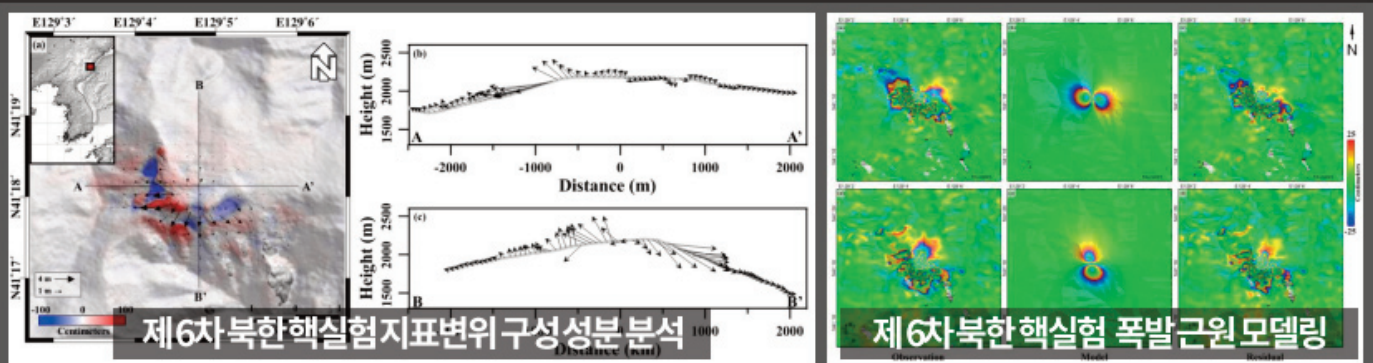 E129°3´ E129°4´ E129°5´ E129°6´
(a)
N
B
N41°19´
N41°18´
N41°17´
A A'
B'
4 m
1 m
-100 0 100
Centimeters
(b)
Height (m)
2500
2000
1500
A A'
-2000 -1000 0 1000 2000
Distance (m)
(c)
Height (m)
2500
2000
1500
B B'
2000
제 6차 북한 핵실험 지표변위 구성 성분 분석
N
25
Centimeters
-25
제 6차 북한 핵실험 폭발 근원 모델링
Observation Model Residual